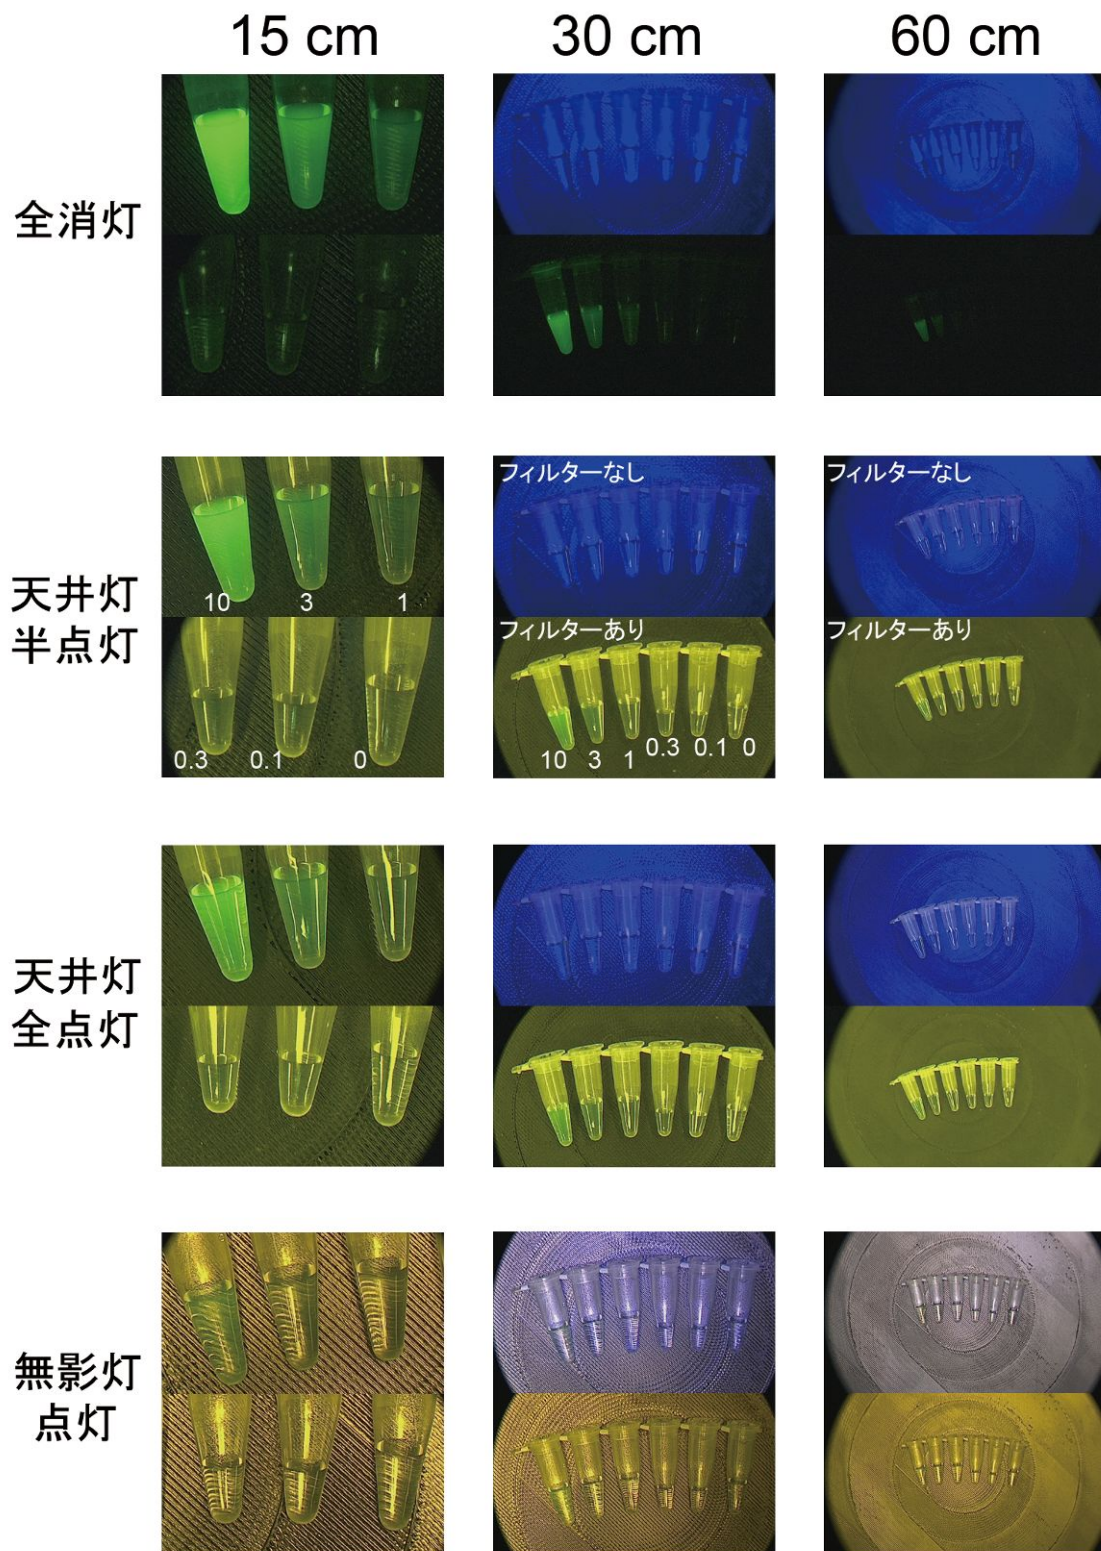 15 cm
30 cm
60 cm
全消灯
天井灯
半点灯
10
3
1
0.3
0.1
0
フィルターなし
フィルターあり
10
3
1
0.3
0.1
0
フィルターなし
フィルターあり
天井灯
全点灯
無影灯
点灯